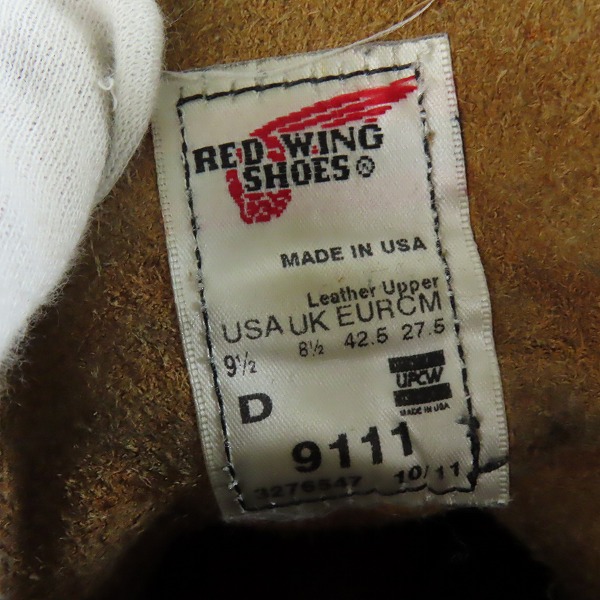 RED WING
SHOES®
MADE IN USA
Leather Upper
USA UK EUR CM
9½ 8½ 42.5 27.5
D
UFCW
MADE IN USA
9111
3276547 10/11